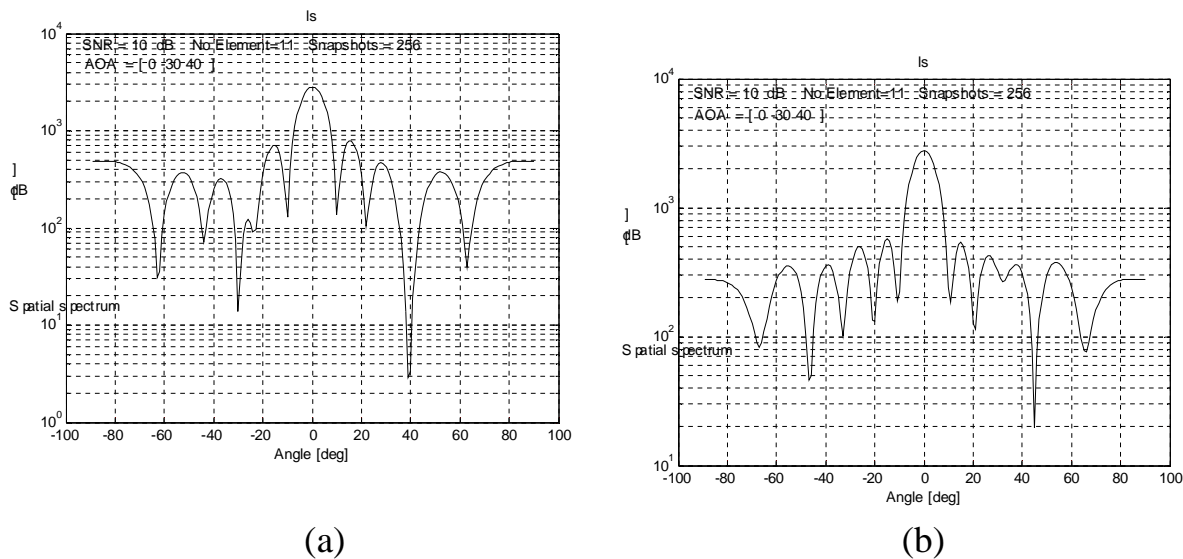 ls
10^4
SNR = 10 dB No Element=11 Snapshots = 256
AOA = [ 0 -30 40 ]
10^3
]
dB
[
10^2
Spatial spectrum
10^1
10^0
-100 -80 -60 -40 -20 0 20 40 60 80 100
Angle [deg]
(a)
ls
10^4
SNR = 10 dB No Element=11 Snapshots = 256
AOA = [ 0 -30 40 ]
10^3
]
dB
[
10^2
Spatial spectrum
10^1
-100 -80 -60 -40 -20 0 20 40 60 80 100
Angle [deg]
(b)